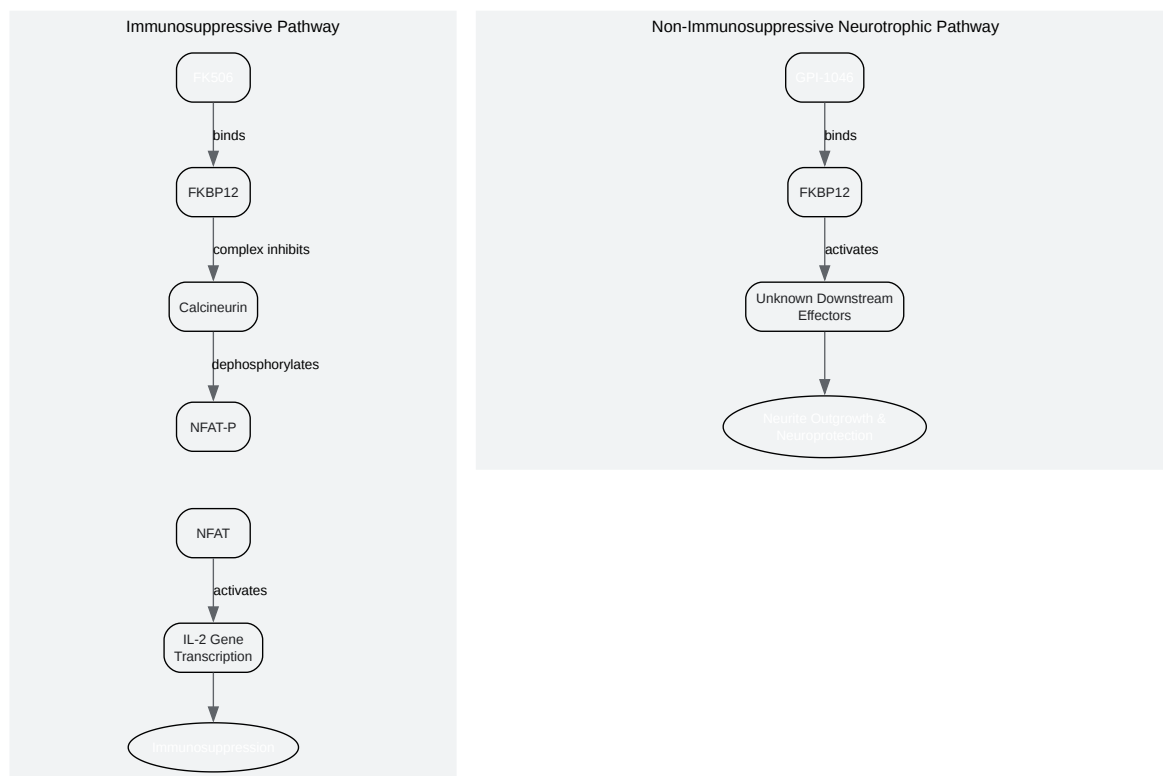 Immunosuppressive Pathway
FK506
binds
FKBP12
complex inhibits
Calcineurin
dephosphorylates
NFAT-P
NFAT
activates
IL-2 Gene
Transcription
Immunosuppression
Non-Immunosuppressive Neurotrophic Pathway
GPI-1046
binds
FKBP12
activates
Unknown Downstream
Effectors
Neurite Outgrowth &
Neuroprotection